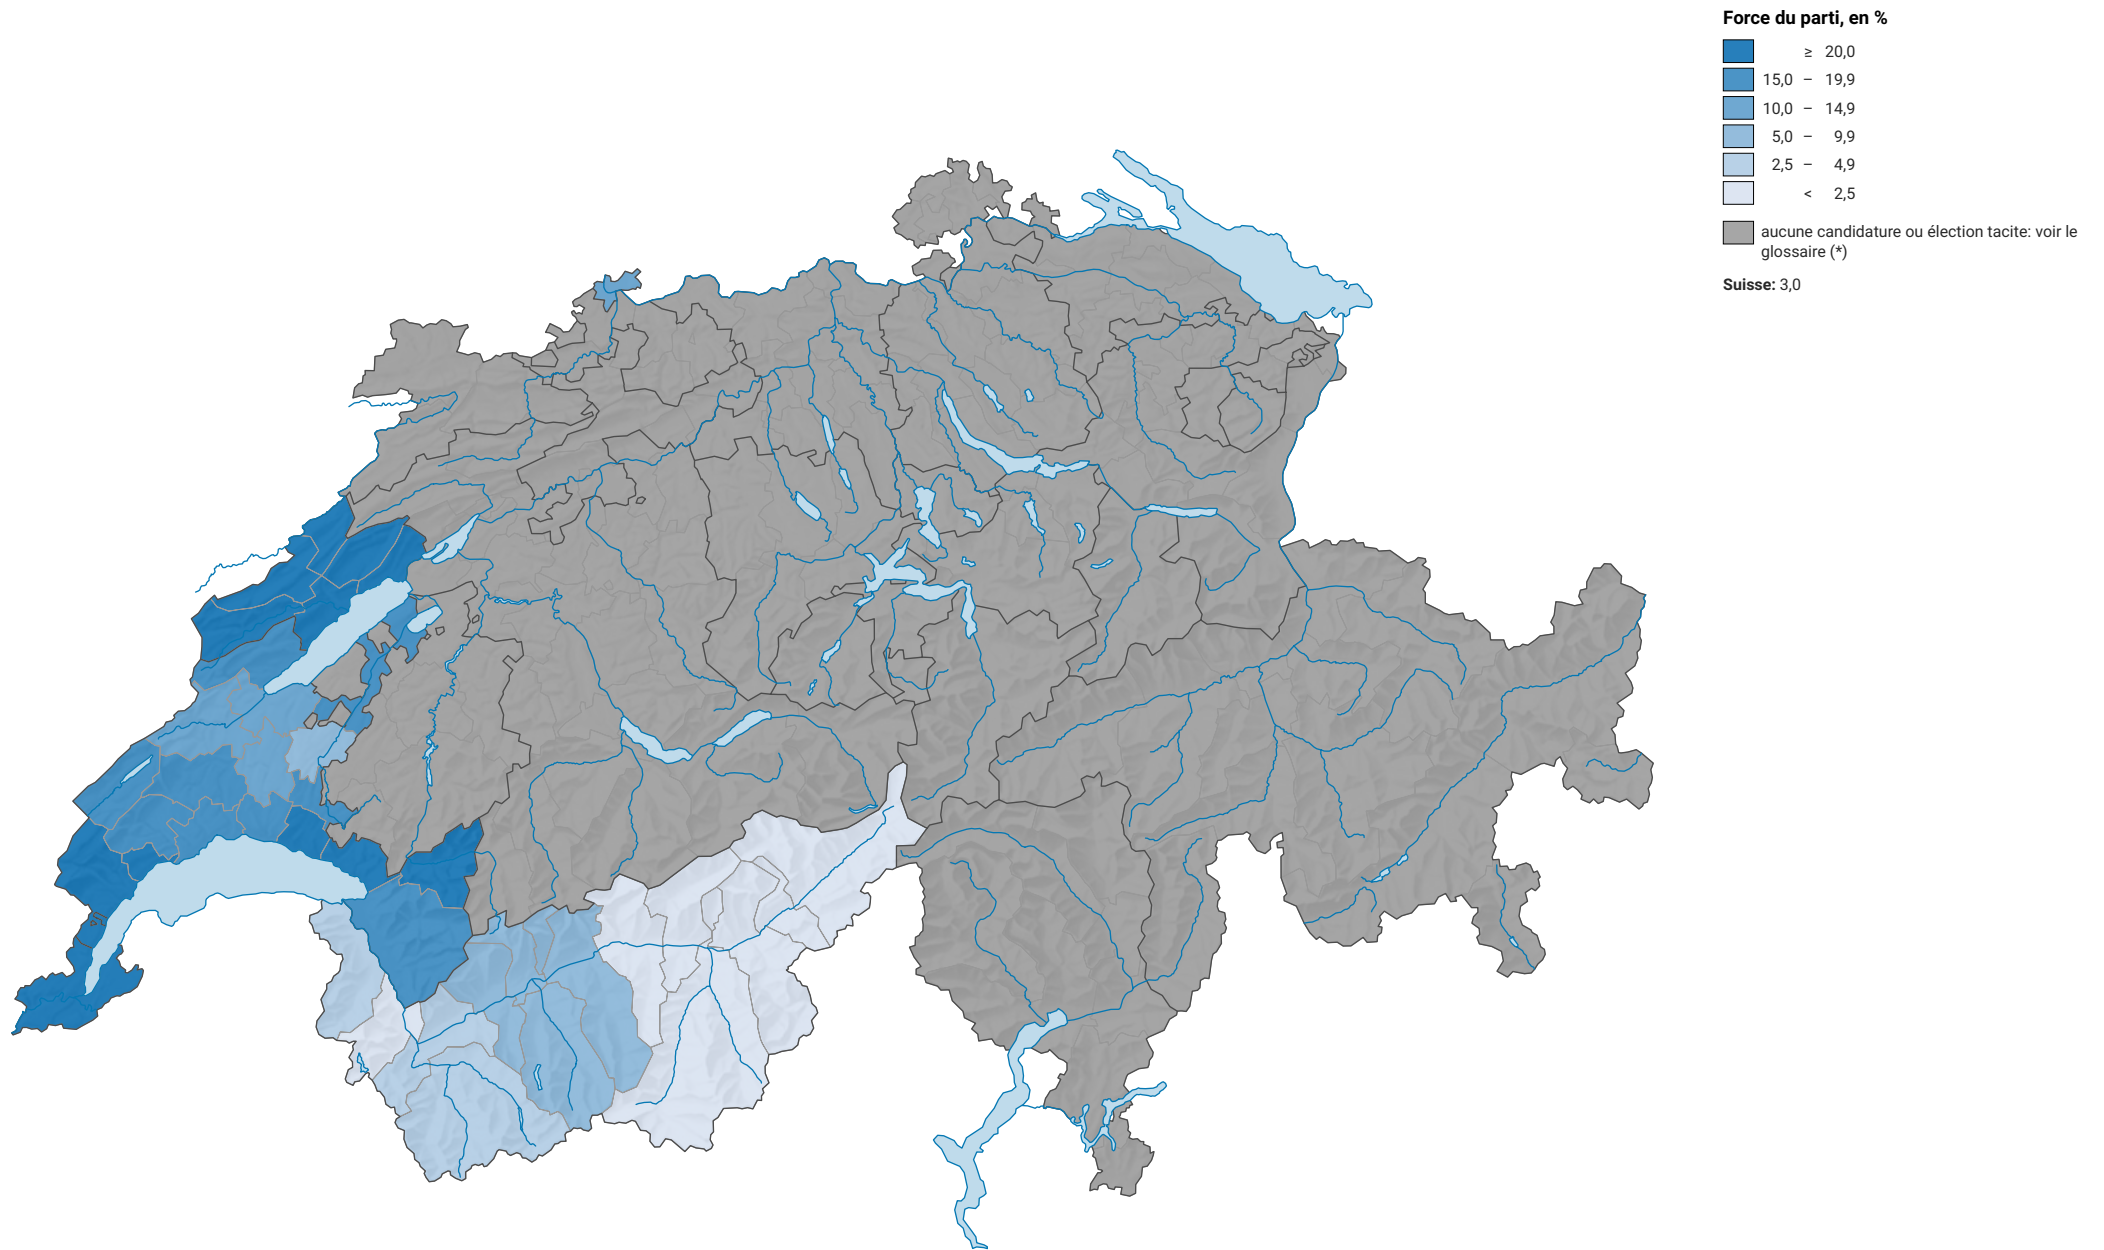 Force du parti, en %
≥ 20,0
15,0 – 19,9
10,0 – 14,9
5,0 – 9,9
2,5 – 4,9
< 2,5
aucune candidature ou élection tacite: voir le
glossaire (*)
Suisse: 3,0